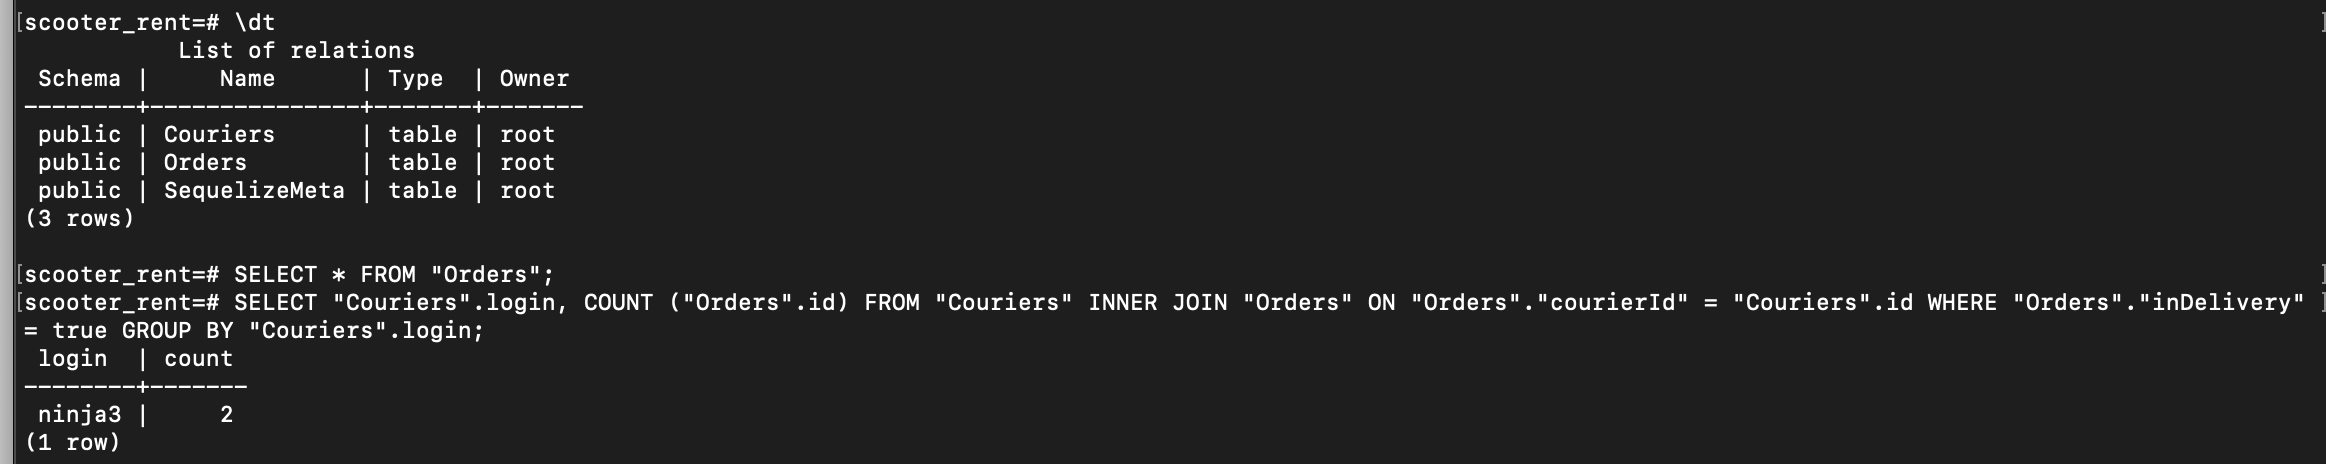 scooter_rent=# \dt
List of relations
Schema | Name | Type | Owner
--------+---------------+-------+-------
public | Couriers | table | root
public | Orders | table | root
public | SequelizeMeta | table | root
(3 rows)
scooter_rent=# SELECT * FROM "Orders";
scooter_rent=# SELECT "Couriers".login, COUNT ("Orders".id) FROM "Couriers" INNER JOIN "Orders" ON "Orders"."courierId" = "Couriers".id WHERE "Orders"."inDelivery"
= true GROUP BY "Couriers".login;
login | count
--------+-------
ninja3 | 2
(1 row)